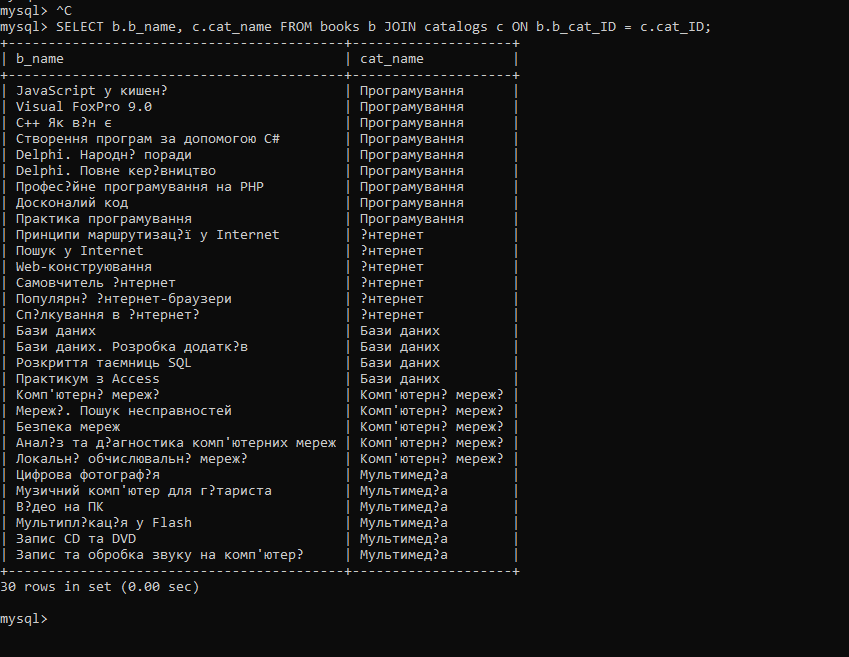 mysql> ^C
mysql> SELECT b.b_name, c.cat_name FROM books b JOIN catalogs c ON b.b_cat_ID = c.cat_ID;
+------------------------------------------+--------------------+
| b_name | cat_name |
+------------------------------------------+--------------------+
| JavaScript у кишен? | Програмування |
| Visual FoxPro 9.0 | Програмування |
| C++ Як в?н є | Програмування |
| Створення програм за допомогою C# | Програмування |
| Delphi. Народн? поради | Програмування |
| Delphi. Повне кер?вництво | Програмування |
| Профес?йне програмування на PHP | Програмування |
| Досконалий код | Програмування |
| Практика програмування | Програмування |
| Принципи маршрутизац?ї у Internet | ?нтернет |
| Пошук у Internet | ?нтернет |
| Web-конструювання | ?нтернет |
| Самовчитель ?нтернет | ?нтернет |
| Популярн? ?нтернет-браузери | ?нтернет |
| Сп?лкування в ?нтернет? | ?нтернет |
| Бази даних | Бази даних |
| Бази даних. Розробка додатк?в | Бази даних |
| Розкриття таємниць SQL | Бази даних |
| Практикум з Access | Бази даних |
| Комп'ютерн? мереж? | Комп'ютерн? мереж? |
| Мереж?. Пошук несправностей | Комп'ютерн? мереж? |
| Безпека мереж | Комп'ютерн? мереж? |
| Анал?з та д?агностика комп'ютерних мереж | Комп'ютерн? мереж? |
| Локальн? обчислювальн? мереж? | Комп'ютерн? мереж? |
| Цифрова фотограф?я | Мультимед?а |
| Музичний комп'ютер для г?тариста | Мультимед?а |
| В?део на ПК | Мультимед?а |
| Мультипл?кац?я у Flash | Мультимед?а |
| Запис CD та DVD | Мультимед?а |
| Запис та обробка звуку на комп'ютер? | Мультимед?а |
+------------------------------------------+--------------------+
30 rows in set (0.00 sec)
mysql>